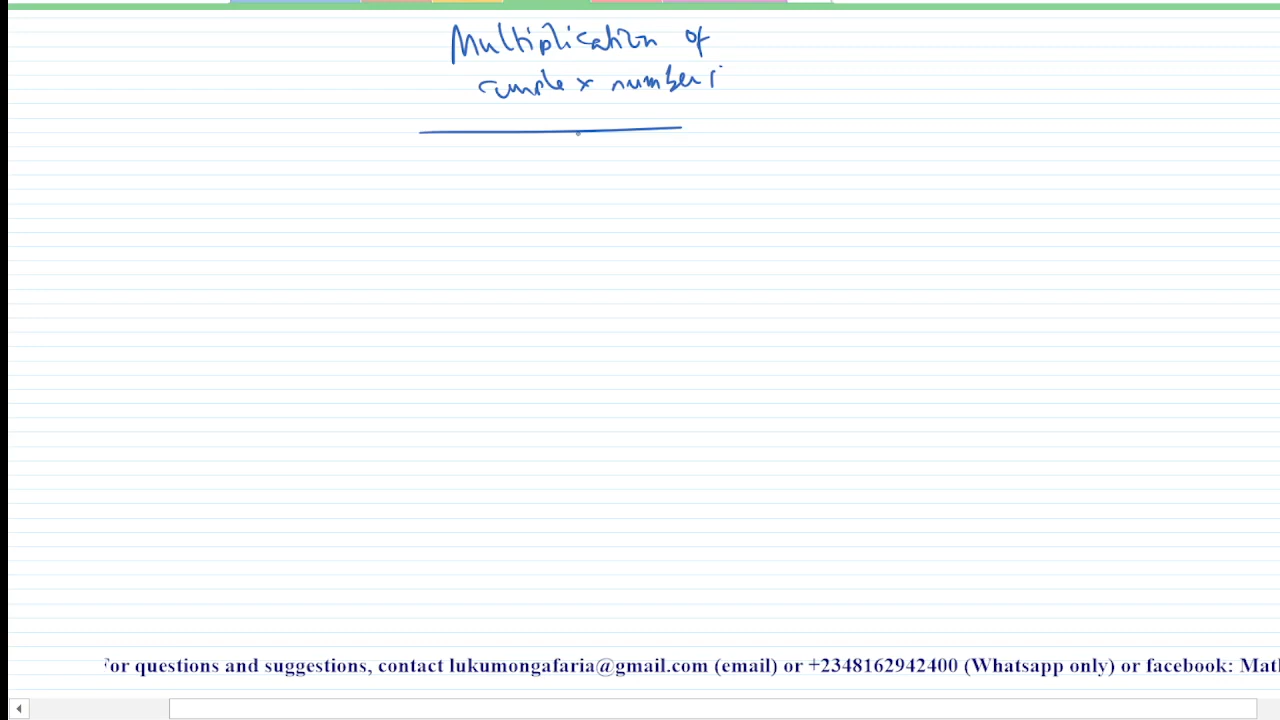 Multiplication of
complex numbers
For questions and suggestions, contact lukumongafaria@gmail.com (email) or +2348162942400 (Whatsapp only) or facebook: Mat